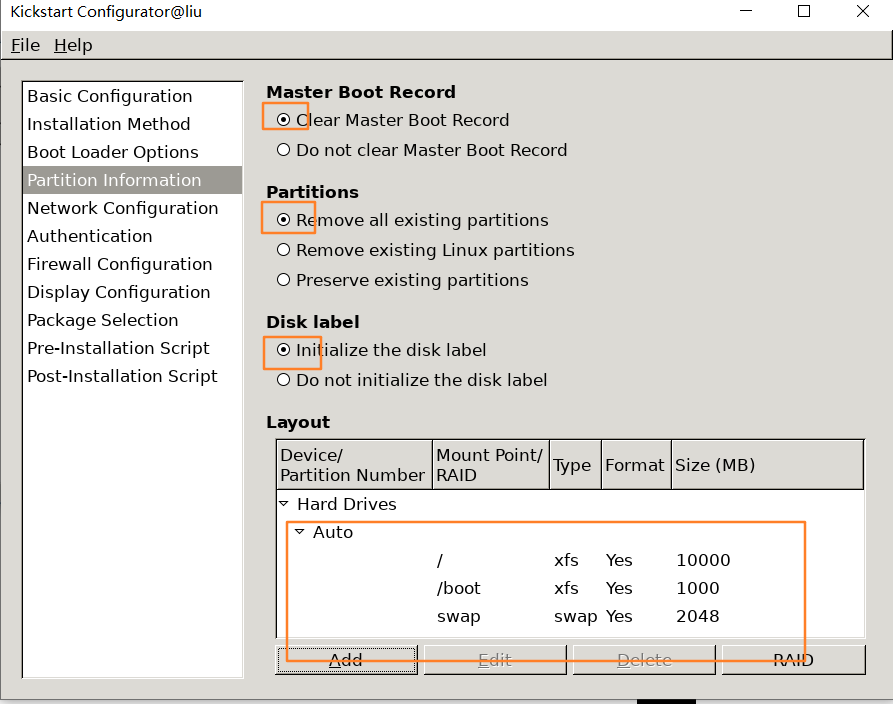 Kickstart Configurator@liu
File Help
Basic Configuration
Installation Method
Boot Loader Options
Partition Information
Network Configuration
Authentication
Firewall Configuration
Display Configuration
Package Selection
Pre-Installation Script
Post-Installation Script
Master Boot Record
Clear Master Boot Record
Do not clear Master Boot Record
Partitions
Remove all existing partitions
Remove existing Linux partitions
Preserve existing partitions
Disk label
Initialize the disk label
Do not initialize the disk label
Layout
Device/
Partition Number
Mount Point/
RAID
Type
Format
Size (MB)
Hard Drives
Auto
/ xfs Yes 10000
/boot xfs Yes 1000
swap swap Yes 2048
Add Edit Delete RAID